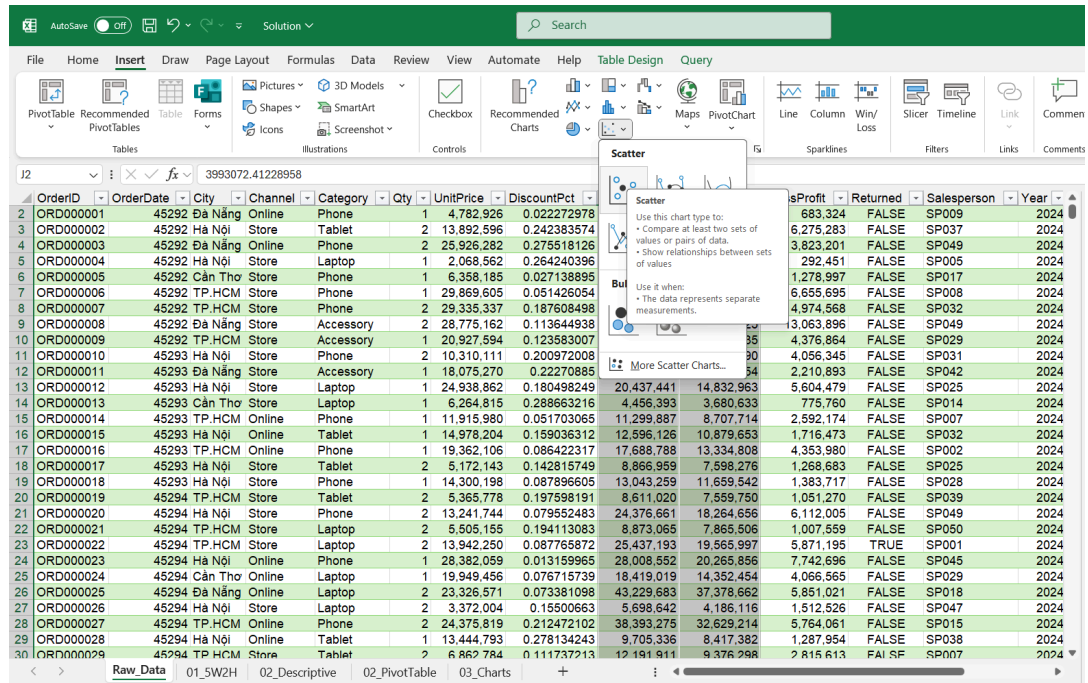 AutoSave Off Solution Search
File Home Insert Draw Page Layout Formulas Data Review View Automate Help Table Design Query
PivotTable Recommended PivotTables Table Forms
Pictures 3D Models
Shapes SmartArt
Icons Screenshot
Checkbox Recommended Charts Maps PivotChart Line Column Win/Loss Slicer Timeline Link Commen
Tables Illustrations Controls Sparklines Filters Links Comments
J2 fx 3993072.41228958
Scatter
Scatter
Use this chart type to:
• Compare at least two sets of
values or pairs of data.
• Show relationships between sets
of values
Use it when:
• The data represents separate
measurements.
Bu
More Scatter Charts...
OrderID OrderDate City Channel Category Qty UnitPrice DiscountPct sProfit Returned Salesperson Year
2 ORD000001 45292 Đà Nẵng Online Phone 1 4,782,926 0.022272978 683,324 FALSE SP009 2024
3 ORD000002 45292 Hà Nội Store Tablet 2 13,892,596 0.242383574 6,275,283 FALSE SP037 2024
4 ORD000003 45292 Đà Nẵng Online Phone 2 25,926,282 0.275518126 3,823,201 FALSE SP049 2024
5 ORD000004 45292 Hà Nội Store Laptop 1 2,068,562 0.264240396 292,451 FALSE SP005 2024
6 ORD000005 45292 Cần Thơ Store Phone 1 6,358,185 0.027138895 1,278,997 FALSE SP017 2024
7 ORD000006 45292 TP.HCM Store Phone 1 29,869,605 0.051426054 6,655,695 FALSE SP008 2024
8 ORD000007 45292 TP.HCM Store Phone 2 29,335,337 0.187608498 4,974,568 FALSE SP032 2024
9 ORD000008 45292 Đà Nẵng Store Accessory 2 28,775,162 0.113644938 13,063,896 FALSE SP049 2024
10 ORD000009 45292 TP.HCM Store Accessory 1 20,927,594 0.123583007 35 4,376,864 FALSE SP029 2024
11 ORD000010 45293 Hà Nội Store Phone 2 10,310,111 0.200972008 90 4,056,345 FALSE SP031 2024
12 ORD000011 45293 Đà Nẵng Store Accessory 1 18,075,270 0.22270885 54 2,210,893 FALSE SP042 2024
13 ORD000012 45293 Hà Nội Store Laptop 1 24,938,862 0.180498249 20,437,441 14,832,963 5,604,479 FALSE SP025 2024
14 ORD000013 45293 Cần Thơ Store Laptop 1 6,264,815 0.288663216 4,456,393 3,680,633 775,760 FALSE SP014 2024
15 ORD000014 45293 TP.HCM Online Phone 1 11,915,980 0.051703065 11,299,887 8,707,714 2,592,174 FALSE SP007 2024
16 ORD000015 45293 Hà Nội Online Tablet 1 14,978,204 0.159036312 12,596,126 10,879,653 1,716,473 FALSE SP032 2024
17 ORD000016 45293 TP.HCM Online Phone 1 19,362,106 0.086422317 17,688,788 13,334,808 4,353,980 FALSE SP002 2024
18 ORD000017 45293 Hà Nội Store Tablet 2 5,172,143 0.142815749 8,866,959 7,598,276 1,268,683 FALSE SP025 2024
19 ORD000018 45293 Hà Nội Store Phone 1 14,300,198 0.087896605 13,043,259 11,659,542 1,383,717 FALSE SP028 2024
20 ORD000019 45294 TP.HCM Store Tablet 2 5,365,778 0.197598191 8,611,020 7,559,750 1,051,270 FALSE SP039 2024
21 ORD000020 45294 Hà Nội Store Phone 2 13,241,744 0.079552483 24,376,661 18,264,656 6,112,005 FALSE SP049 2024
22 ORD000021 45294 TP.HCM Store Laptop 2 5,505,155 0.194113083 8,873,065 7,865,506 1,007,559 FALSE SP050 2024
23 ORD000022 45294 TP.HCM Store Laptop 2 13,942,250 0.087765872 25,437,193 19,565,997 5,871,195 TRUE SP001 2024
24 ORD000023 45294 Hà Nội Online Phone 1 28,382,059 0.013159965 28,008,552 20,265,856 7,742,696 FALSE SP045 2024
25 ORD000024 45294 Cần Thơ Online Laptop 1 19,949,456 0.076715739 18,419,019 14,352,454 4,066,565 FALSE SP029 2024
26 ORD000025 45294 Đà Nẵng Online Laptop 2 23,326,571 0.073381098 43,229,683 37,378,662 5,851,021 FALSE SP018 2024
27 ORD000026 45294 Hà Nội Store Laptop 2 3,372,004 0.15500663 5,698,642 4,186,116 1,512,526 FALSE SP047 2024
28 ORD000027 45294 TP.HCM Online Phone 2 24,375,819 0.212472102 38,393,275 32,629,214 5,764,061 FALSE SP015 2024
29 ORD000028 45294 Hà Nội Online Tablet 1 13,444,793 0.278134243 9,705,336 8,417,382 1,287,954 FALSE SP038 2024
30 ORD000029 45294 TP.HCM Store Tablet 2 6,862,784 0.111737213 12,191,911 9,376,298 2,815,613 FALSE SP007 2024
Raw_Data 01_5W2H 02_Descriptive 02_PivotTable 03_Charts